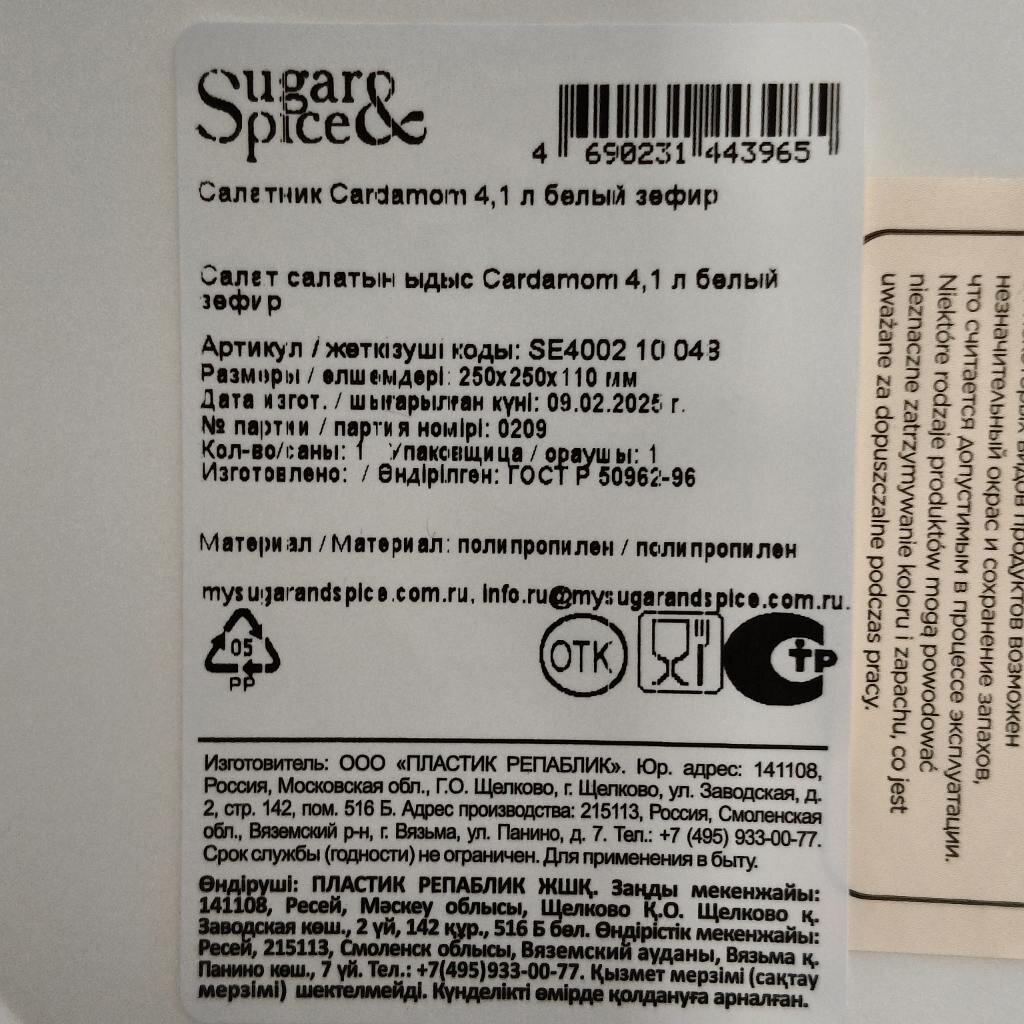 Sugar &
Spice
4 690231 443965
Салатник Cardamom 4,1 л белый зефир
Салат салатын ыдыс Cardamom 4,1 л белый
зефир
Артикул / жеткізуші коды: SE4002 10 043
Размеры / өлшемдері: 250x250x110 мм
Дата изгот. / шығарылған күні: 09.02.2025 г.
№ партии / партия номірі: 0209
Кол-во/саны: 1 Упаковщица / ораушы: 1
Изготовлено: / Өндірілген: ГОСТ Р 50962-96
Материал / Материал: полипропилен / полипропилен
mysugarandspice.com.ru, info.ru@mysugarandspice.com.ru.
05
PP
ОТК
тР
Изготовитель: ООО «ПЛАСТИК РЕПАБЛИК». Юр. адрес: 141108,
Россия, Московская обл., Г.О. Щелково, г. Щелково, ул. Заводская, д.
2, стр. 142, пом. 516 Б. Адрес производства: 215113, Россия, Смоленская
обл., Вяземский р-н, г. Вязьма, ул. Панино, д. 7. Тел.: +7 (495) 933-00-77.
Срок службы (годности) не ограничен. Для применения в быту.
Өндіруші: ПЛАСТИК РЕПАБЛИК ЖШҚ. Заңды мекенжайы:
141108, Ресей, Мәскеу облысы, Щелково Қ.О. Щелково қ.
Заводская көш., 2 үй, 142 құр., 516 Б бөл. Өндірістік мекенжайы:
Ресей, 215113, Смоленск облысы, Вяземский ауданы, Вязьма қ.
Панино көш., 7 үй. Тел.: +7(495)933-00-77. Қызмет мерзімі (сақтау
мерзімі) шектелмейді. Күнделікті өмірде қолдануға арналған.
видов продуктов возможен
незначительный окрас и сохранение запахов,
что считается допустимым в процессе эксплуатации.
Niektóre rodzaje produktów mogą powodować
nieznaczne zatrzymywanie koloru i zapachu, co jest
uważane za dopuszczalne podczas pracy.